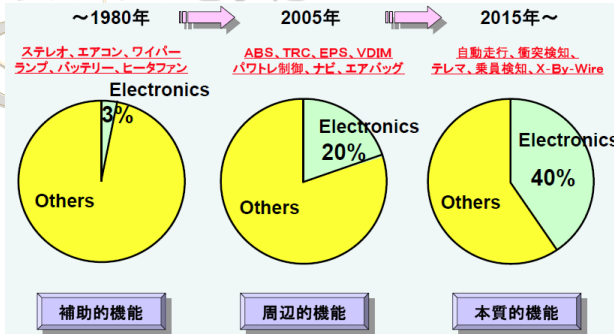 ～1980年
2005年
2015年～
ステレオ、エアコン、ワイパー
ランプ、バッテリー、ヒータファン
ABS、TRC、EPS、VDIM
パワトレ制御、ナビ、エアバッグ
自動走行、衝突検知、
テレマ、乗員検知、X-By-Wire
Electronics
3%
Others
Electronics
20%
Others
Electronics
40%
Others
補助的機能
周辺的機能
本質的機能